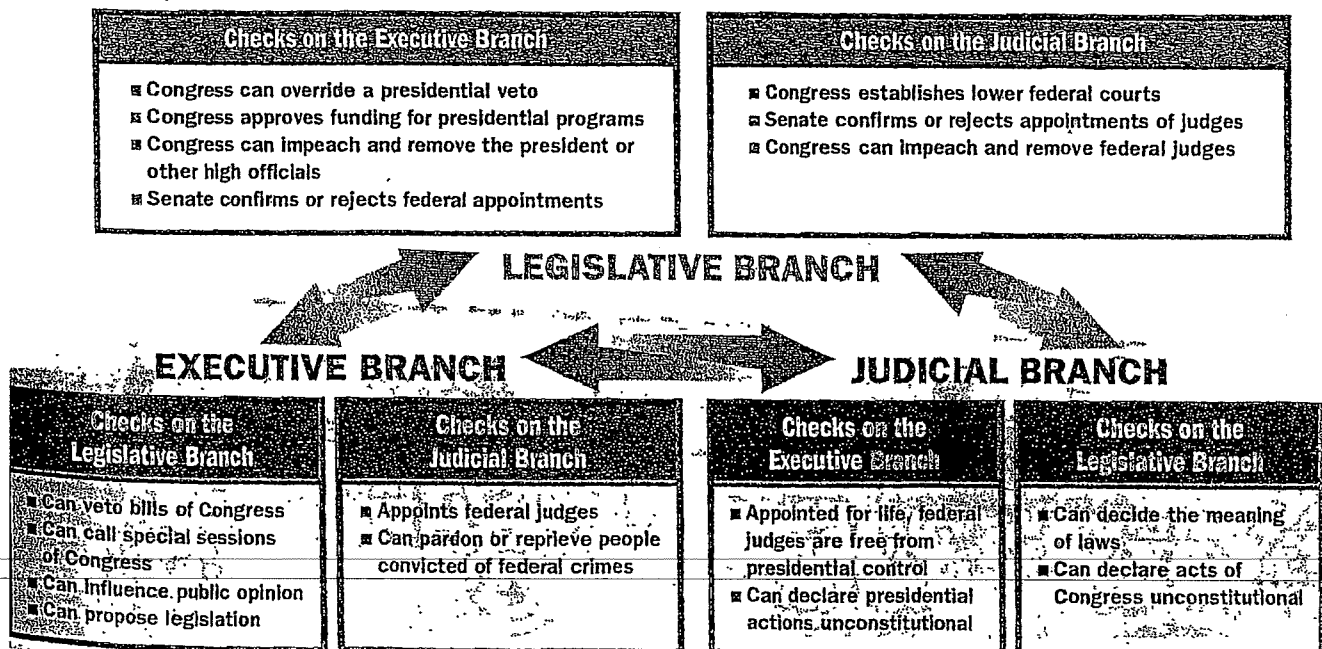 Checks on the Executive Branch
■ Congress can override a presidential veto
■ Congress approves funding for presidential programs
■ Congress can impeach and remove the president or
other high officials
■ Senate confirms or rejects federal appointments
Checks on the Judicial Branch
■ Congress establishes lower federal courts
■ Senate confirms or rejects appointments of judges
■ Congress can impeach and remove federal judges
LEGISLATIVE BRANCH
EXECUTIVE BRANCH
JUDICIAL BRANCH
Checks on the
Legislative Branch
■ Can veto bills of Congress
■ Can call special sessions
of Congress
■ Can influence public opinion
■ Can propose legislation
Checks on the
Judicial Branch
■ Appoints federal judges
■ Can pardon or reprieve people
convicted of federal crimes
Checks on the
Executive Branch
■ Appointed for life, federal
judges are free from
presidential control
■ Can declare presidential
actions unconstitutional
Checks on the
Legislative Branch
■ Can decide the meaning
of laws
■ Can declare acts of
Congress unconstitutional